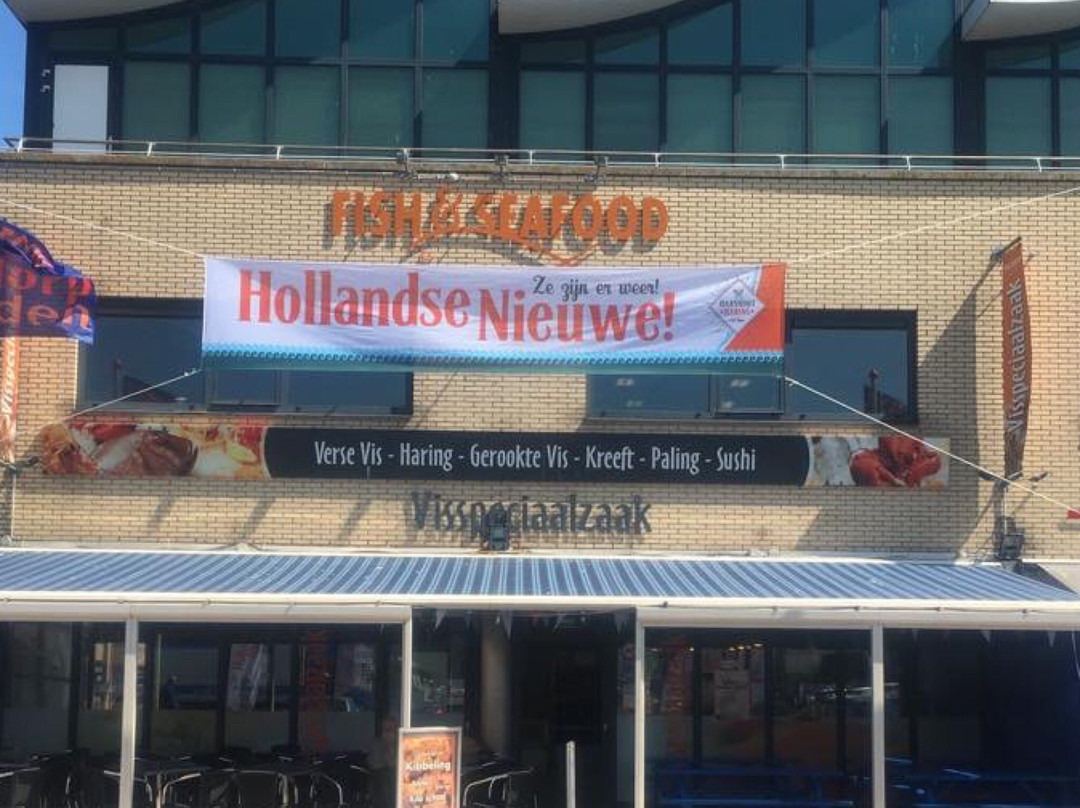 FISH & SEAFOOD
Ze zijn er weer!
Hollandse Nieuwe!
Visspeciaalzaak
Verse Vis - Haring - Gerookte Vis - Kreeft - Paling - Sushi
Visspeciaalzaak
Kibbeling